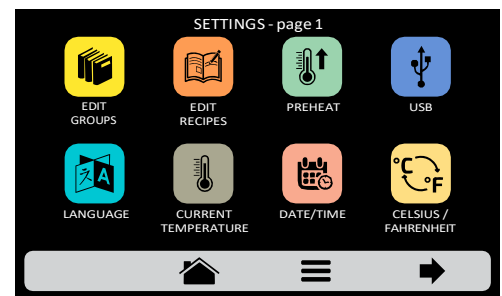 SETTINGS - page 1
EDIT
GROUPS
EDIT
RECIPES
PREHEAT
USB
LANGUAGE
CURRENT
TEMPERATURE
DATE/TIME
°C
°F
CELSIUS /
FAHRENHEIT